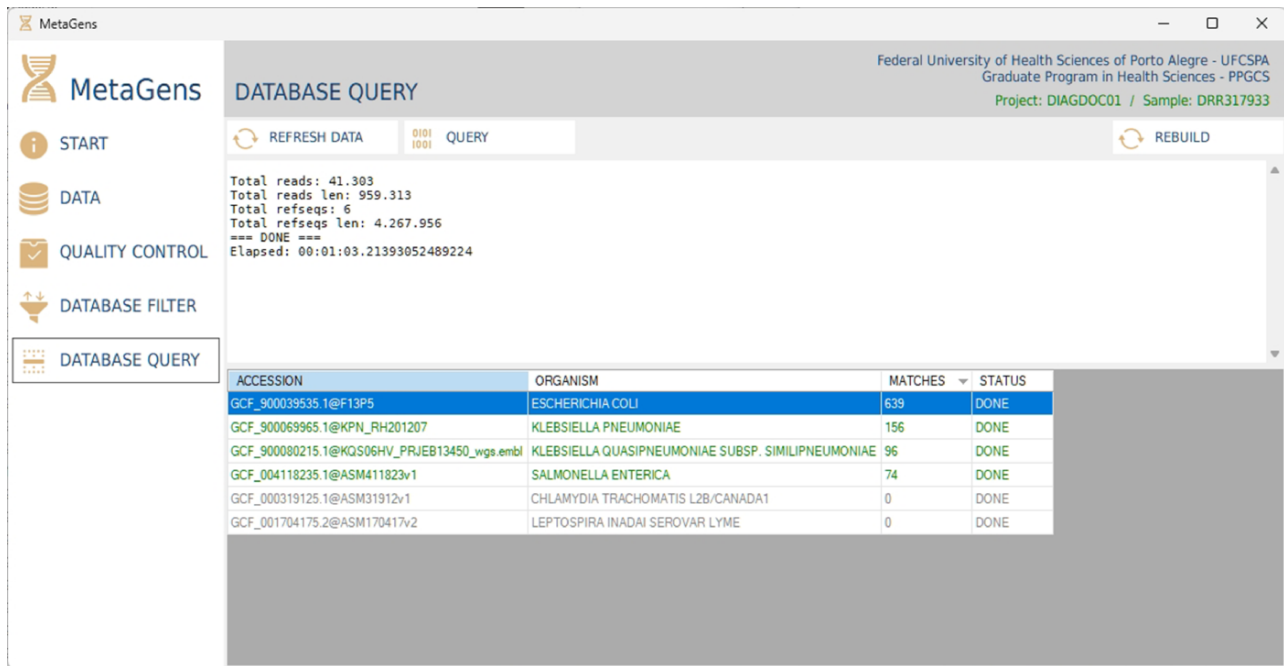 MetaGens
MetaGens
DATABASE QUERY
Federal University of Health Sciences of Porto Alegre - UFCSPA
Graduate Program in Health Sciences - PPGCS
Project: DIAGDOC01 / Sample: DRR317933
START
DATA
QUALITY CONTROL
DATABASE FILTER
DATABASE QUERY
REFRESH DATA
0101 1001 QUERY
REBUILD
Total reads: 41.303
Total reads len: 959.313
Total refseqs: 6
Total refseqs len: 4.267.956
=== DONE ===
Elapsed: 00:01:03.21393052489224
ACCESSION ORGANISM MATCHES STATUS
GCF_900039535.1@F13P5 ESCHERICHIA COLI 639 DONE
GCF_900069965.1@KPN_RH201207 KLEBSIELLA PNEUMONIAE 156 DONE
GCF_900080215.1@KQS06HV_PRJEB13450_wgs.embl KLEBSIELLA QUASIPNEUMONIAE SUBSP. SIMILIPNEUMONIAE 96 DONE
GCF_004118235.1@ASM411823v1 SALMONELLA ENTERICA 74 DONE
GCF_000319125.1@ASM31912v1 CHLAMYDIA TRACHOMATIS L2B/CANADA1 0 DONE
GCF_001704175.2@ASM170417v2 LEPTOSPIRA INADAI SEROVAR LYME 0 DONE